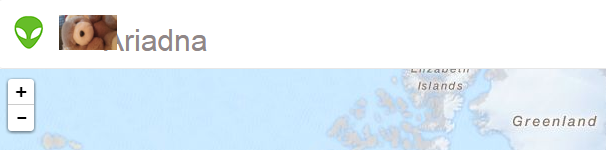 Ariadna
+
-
Elizabeth
Islands
Greenland